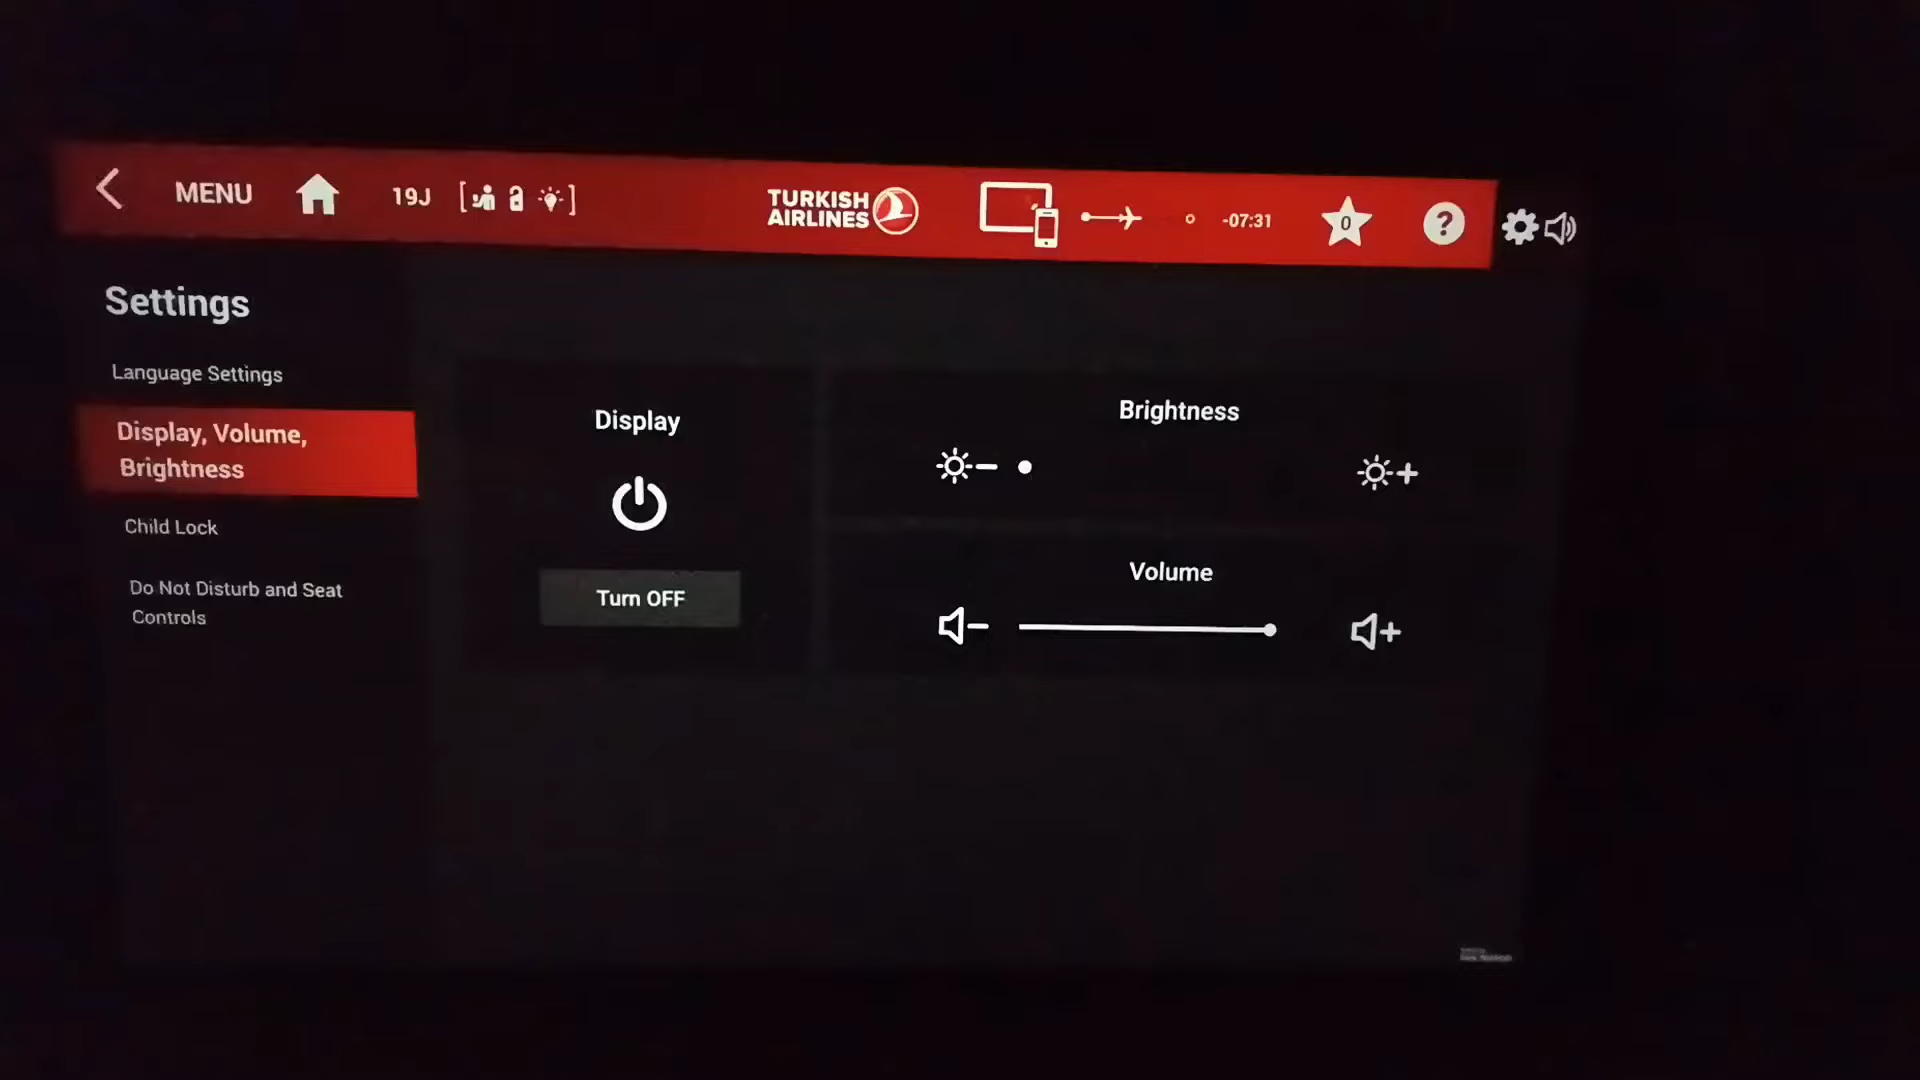 MENU
19J
TURKISH
AIRLINES
-07:31
0
?
Settings
Language Settings
Display, Volume,
Brightness
Child Lock
Do Not Disturb and Seat
Controls
Display
Turn OFF
Brightness
Volume